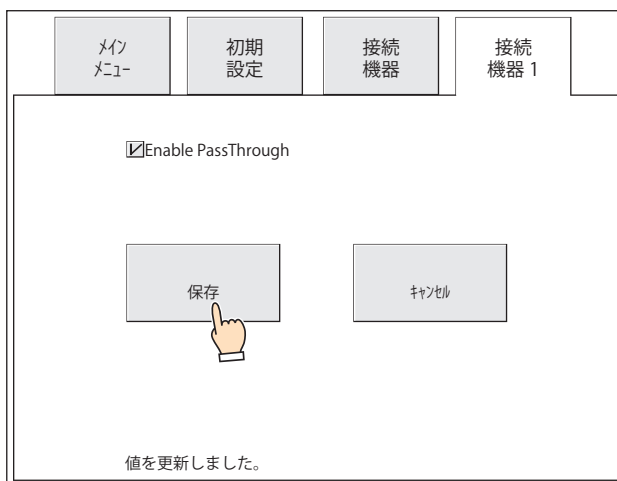 メイン
メニュー
初期
設定
接続
機器
接続
機器 1
Enable PassThrough
保存
キャンセル
値を更新しました。